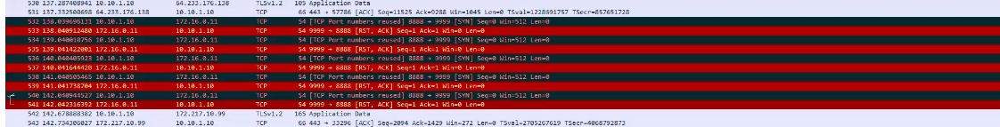 530 137.287408941 10.10.1.10 64.233.176.138 TLSv1.2 105 Application Data
531 137.332500698 64.233.176.138 10.10.1.10 TCP 66 443 → 57786 [ACK] Seq=11525 Ack=9288 Win=1045 Len=0 TSval=1228691757 TSecr=857651728
532 138.039696131 10.10.1.10 172.16.0.11 TCP 54 [TCP Port numbers reused] 8888 → 9999 [SYN] Seq=0 Win=512 Len=0
533 138.040912480 172.16.0.11 10.10.1.10 TCP 54 9999 → 8888 [RST, ACK] Seq=1 Ack=1 Win=0 Len=0
534 139.040010756 10.10.1.10 172.16.0.11 TCP 54 [TCP Port numbers reused] 8888 → 9999 [SYN] Seq=0 Win=512 Len=0
535 139.041422001 172.16.0.11 10.10.1.10 TCP 54 9999 → 8888 [RST, ACK] Seq=1 Ack=1 Win=0 Len=0
536 140.040405923 10.10.1.10 172.16.0.11 TCP 54 [TCP Port numbers reused] 8888 → 9999 [SYN] Seq=0 Win=512 Len=0
537 140.041644420 172.16.0.11 10.10.1.10 TCP 54 9999 → 8888 [RST, ACK] Seq=1 Ack=1 Win=0 Len=0
538 141.040505465 10.10.1.10 172.16.0.11 TCP 54 [TCP Port numbers reused] 8888 → 9999 [SYN] Seq=0 Win=512 Len=0
539 141.041738704 172.16.0.11 10.10.1.10 TCP 54 9999 → 8888 [RST, ACK] Seq=1 Ack=1 Win=0 Len=0
540 142.040944527 10.10.1.10 172.16.0.11 TCP 54 [TCP Port numbers reused] 8888 → 9999 [SYN] Seq=0 Win=512 Len=0
541 142.042316392 172.16.0.11 10.10.1.10 TCP 54 9999 → 8888 [RST, ACK] Seq=1 Ack=1 Win=0 Len=0
542 142.678888382 10.10.1.10 172.217.10.99 TLSv1.2 165 Application Data
543 142.734306027 172.217.10.99 10.10.1.10 TCP 66 443 → 33296 [ACK] Seq=2094 Ack=1429 Win=272 Len=0 TSval=2705267619 TSecr=4068792873